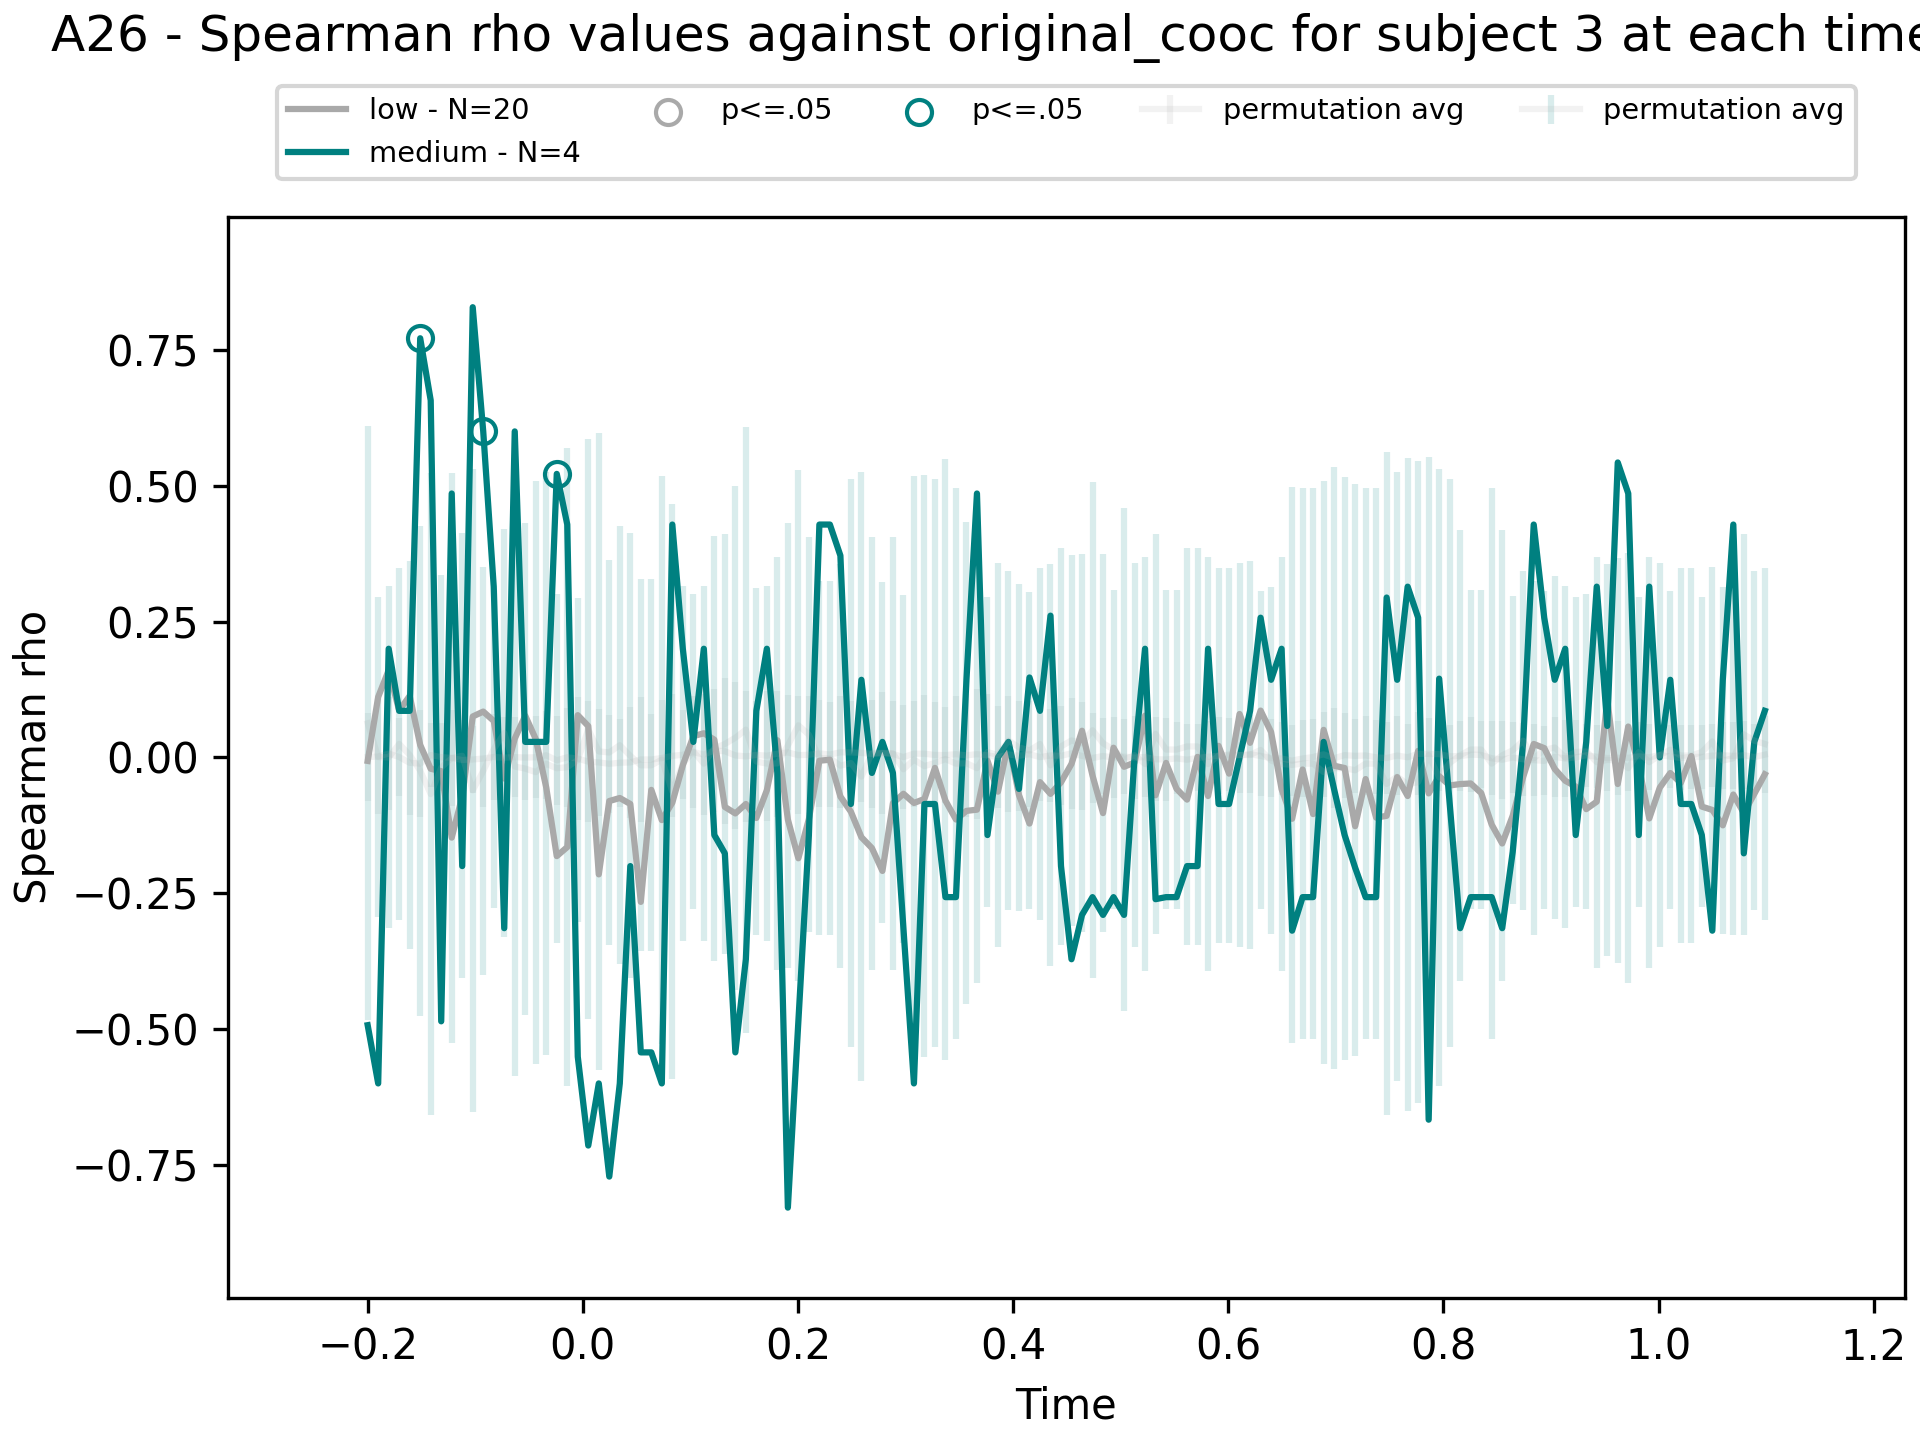 A26 - Spearman rho values against original_cooc for subject 3 at each time
low - N=20
medium - N=4
p<=.05
p<=.05
permutation avg
permutation avg
0.75
0.50
0.25
0.00
−0.25
−0.50
−0.75
Spearman rho
−0.2 0.0 0.2 0.4 0.6 0.8 1.0 1.2
Time